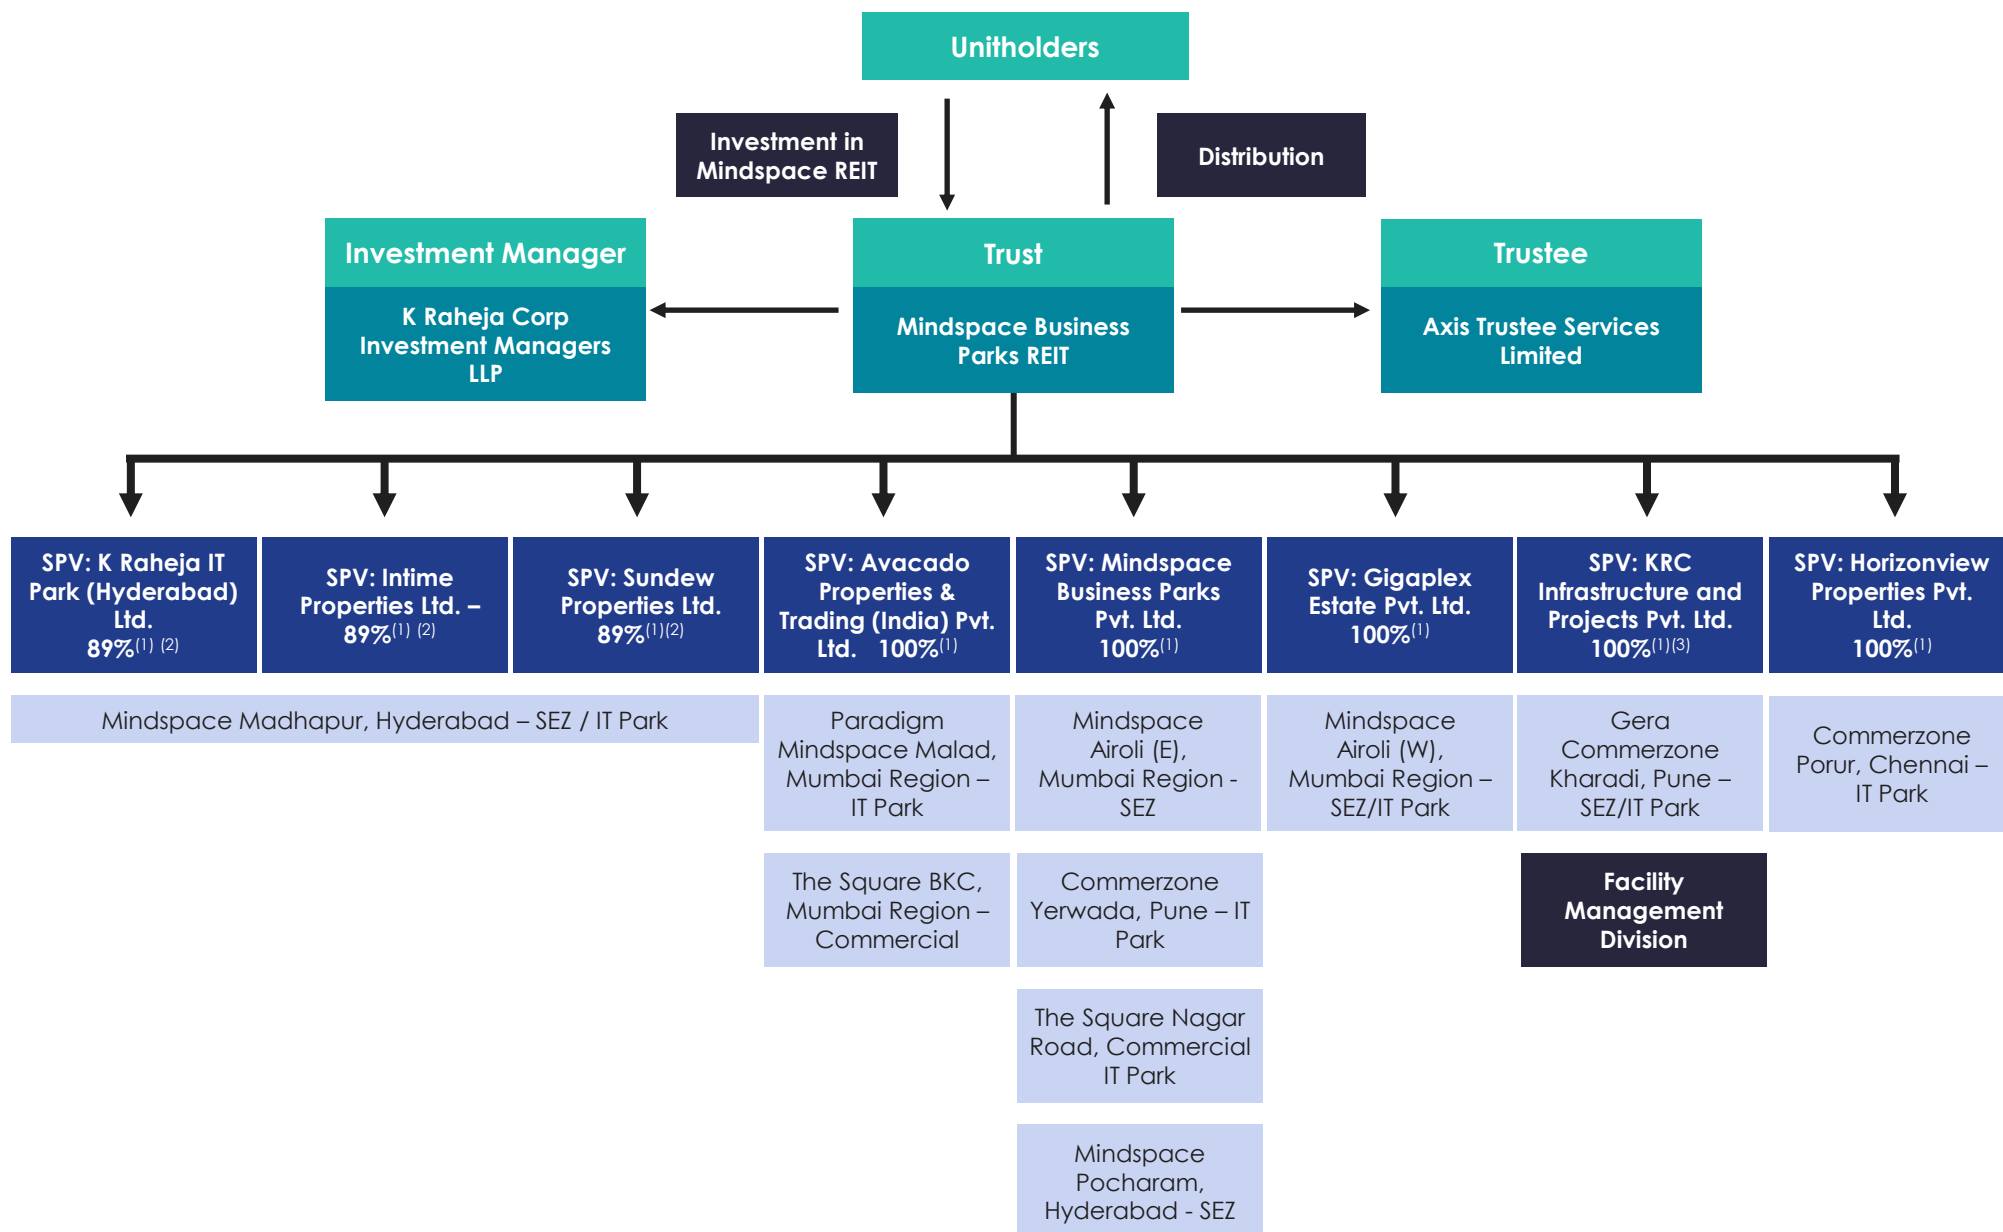 Unitholders
Investment in
Mindspace REIT
Distribution
Investment Manager
K Raheja Corp
Investment Managers
LLP
Trust
Mindspace Business
Parks REIT
Trustee
Axis Trustee Services
Limited
SPV: K Raheja IT
Park (Hyderabad)
Ltd.
89%(1) (2)
SPV: Intime
Properties Ltd. –
89%(1) (2)
SPV: Sundew
Properties Ltd.
89%(1)(2)
SPV: Avacado
Properties &
Trading (India) Pvt.
Ltd. 100%(1)
SPV: Mindspace
Business Parks
Pvt. Ltd.
100%(1)
SPV: Gigaplex
Estate Pvt. Ltd.
100%(1)
SPV: KRC
Infrastructure and
Projects Pvt. Ltd.
100%(1)(3)
SPV: Horizonview
Properties Pvt.
Ltd.
100%(1)
Mindspace Madhapur, Hyderabad – SEZ / IT Park
Paradigm
Mindspace Malad,
Mumbai Region –
IT Park
Mindspace
Airoli (E),
Mumbai Region -
SEZ
Mindspace
Airoli (W),
Mumbai Region –
SEZ/IT Park
Gera
Commerzone
Kharadi, Pune –
SEZ/IT Park
Commerzone
Porur, Chennai –
IT Park
The Square BKC,
Mumbai Region –
Commercial
Commerzone
Yerwada, Pune – IT
Park
Facility
Management
Division
The Square Nagar
Road, Commercial
IT Park
Mindspace
Pocharam,
Hyderabad - SEZ